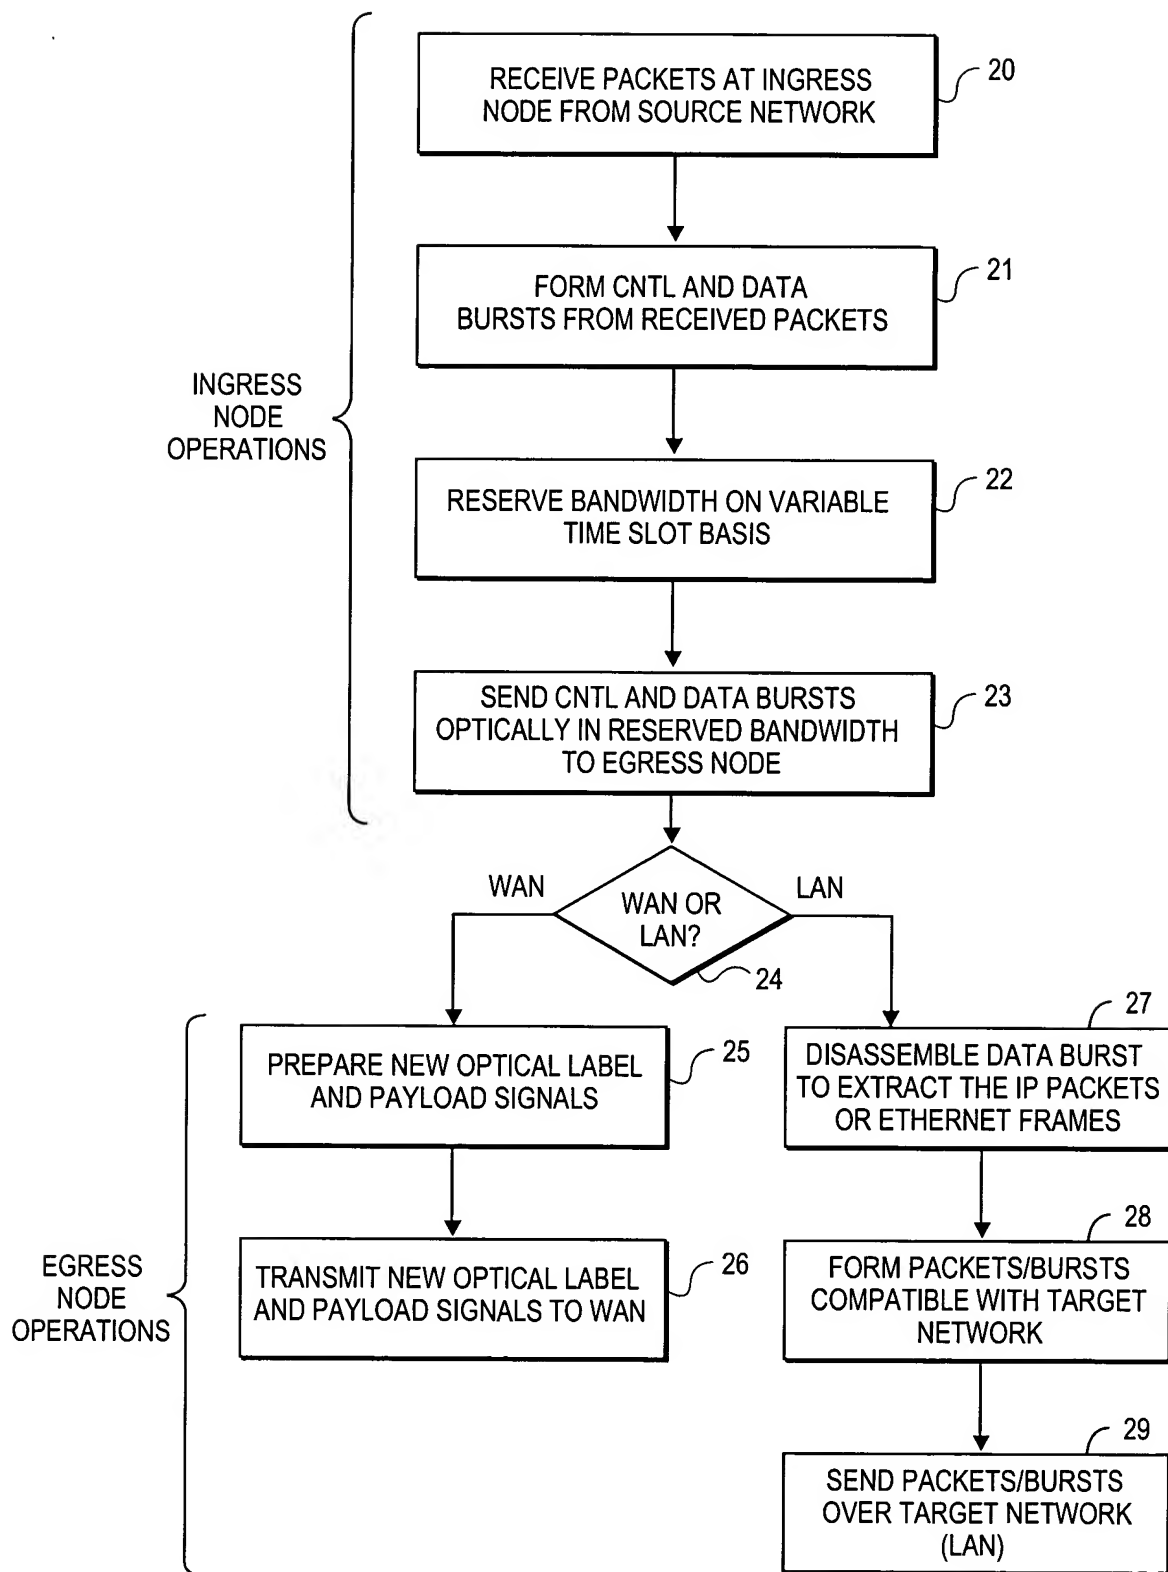 RECEIVE PACKETS AT INGRESS
NODE FROM SOURCE NETWORK
20
FORM CNTL AND DATA
BURSTS FROM RECEIVED PACKETS
21
INGRESS
NODE
OPERATIONS
RESERVE BANDWIDTH ON VARIABLE
TIME SLOT BASIS
22
SEND CNTL AND DATA BURSTS
OPTICALLY IN RESERVED BANDWIDTH
TO EGRESS NODE
23
WAN
WAN OR
LAN?
LAN
24
PREPARE NEW OPTICAL LABEL
AND PAYLOAD SIGNALS
25
27
DISASSEMBLE DATA BURST
TO EXTRACT THE IP PACKETS
OR ETHERNET FRAMES
EGRESS
NODE
OPERATIONS
TRANSMIT NEW OPTICAL LABEL
AND PAYLOAD SIGNALS TO WAN
26
28
FORM PACKETS/BURSTS
COMPATIBLE WITH TARGET
NETWORK
29
SEND PACKETS/BURSTS
OVER TARGET NETWORK
(LAN)